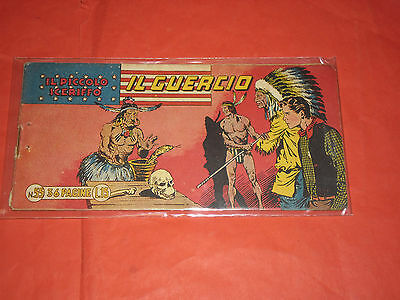 IL PICCOLO
SCERIFFO
IL GUERCIO
36 PAGINE